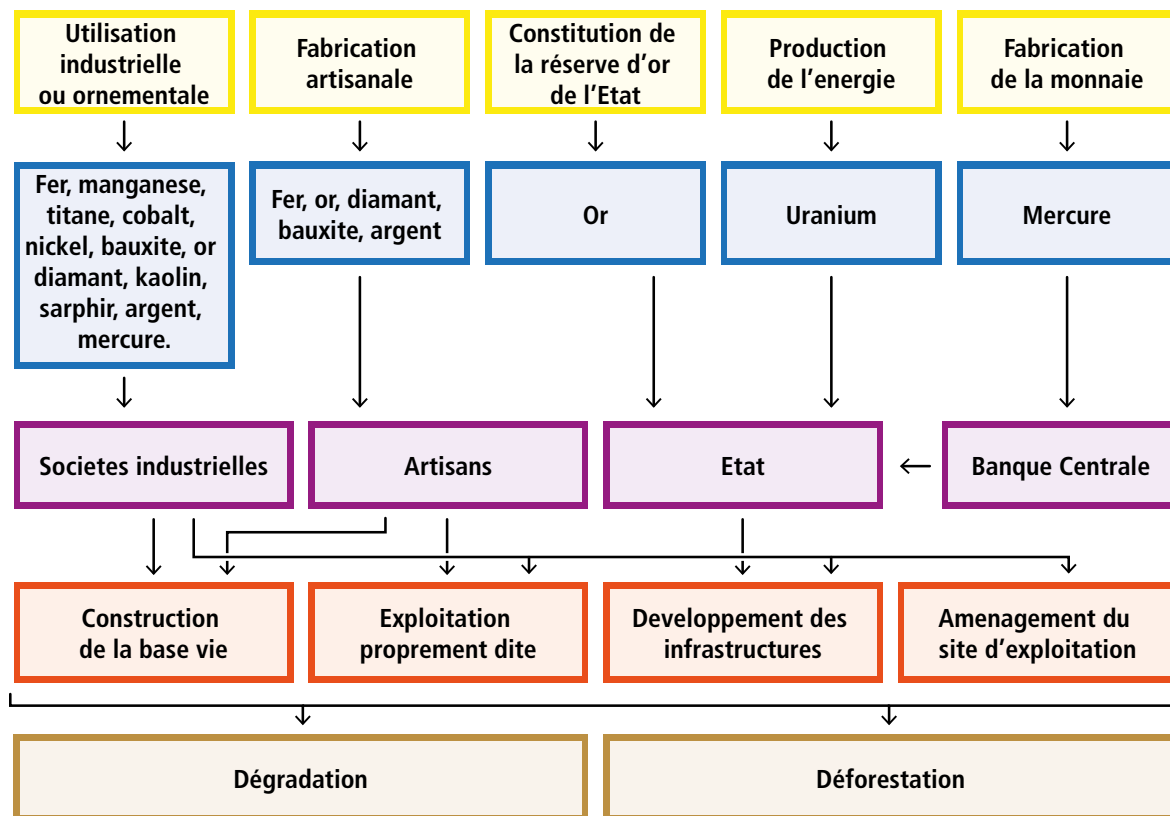 Utilisation
industrielle
ou ornementale
Fabrication
artisanale
Constitution de
la réserve d’or
de l’Etat
Production
de l’energie
Fabrication
de la monnaie
Fer, manganese,
titane, cobalt,
nickel, bauxite, or
diamant, kaolin,
sarphir, argent,
mercure.
Fer, or, diamant,
bauxite, argent
Or
Uranium
Mercure
Societes industrielles
Artisans
Etat
Banque Centrale
Construction
de la base vie
Exploitation
proprement dite
Developpement des
infrastructures
Amenagement du
site d’exploitation
Dégradation
Déforestation